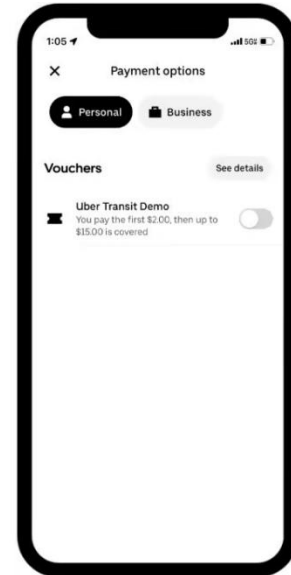 1:05
Payment options
Personal
Business
Vouchers
See details
Uber Transit Demo
You pay the first $2.00, then up to
$15.00 is covered